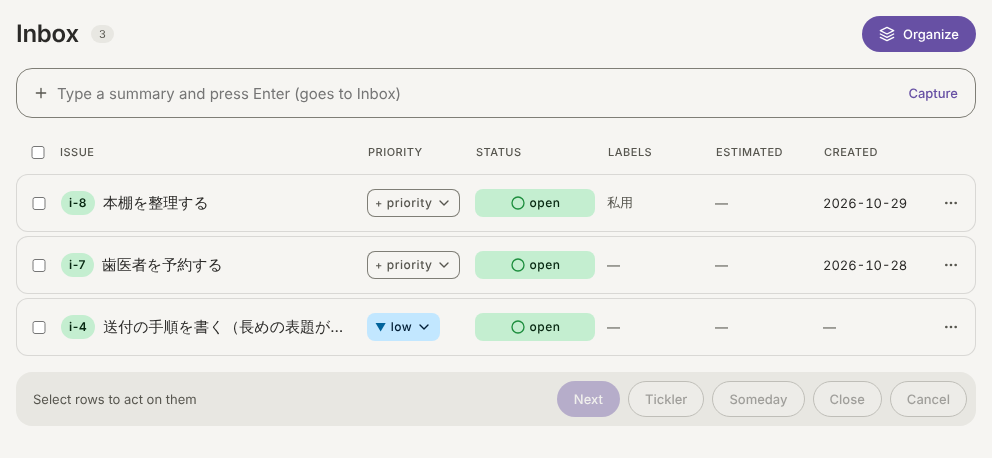 Inbox 3 Organize
+ Type a summary and press Enter (goes to Inbox) Capture
ISSUE PRIORITY STATUS LABELS ESTIMATED CREATED
i-8 本棚を整理する + priority open 私用 — 2026-10-29 ...
i-7 歯医者を予約する + priority open — — 2026-10-28 ...
i-4 送付の手順を書く（長めの表題が… low open — — — ...
Select rows to act on them Next Tickler Someday Close Cancel